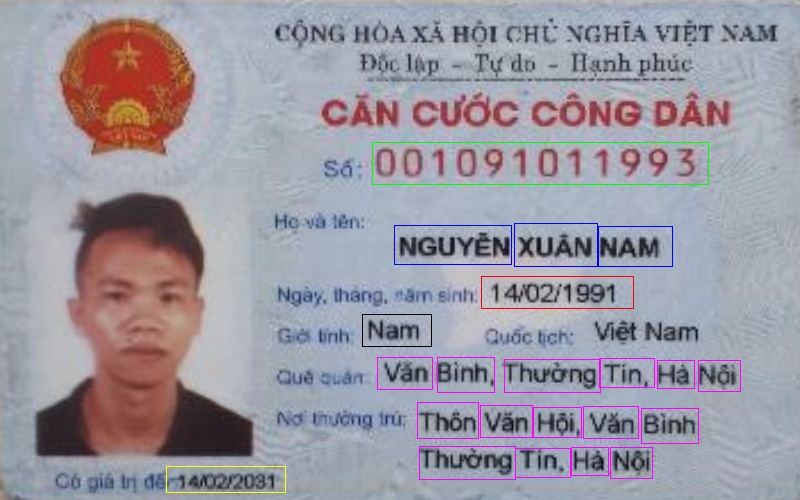 CỘNG HÒA XÃ HỘI CHỦ NGHĨA VIỆT NAM
Độc lập - Tự do - Hạnh phúc
CĂN CƯỚC CÔNG DÂN
Số: 001091011993
Họ và tên:
NGUYỄN XUÂN NAM
Ngày, tháng, năm sinh: 14/02/1991
Giới tính: Nam Quốc tịch: Việt Nam
Quê quán: Văn Bình, Thường Tín, Hà Nội
Nơi thường trú: Thôn Văn Hội, Văn Bình
Thường Tín, Hà Nội
Có giá trị đến 14/02/2031